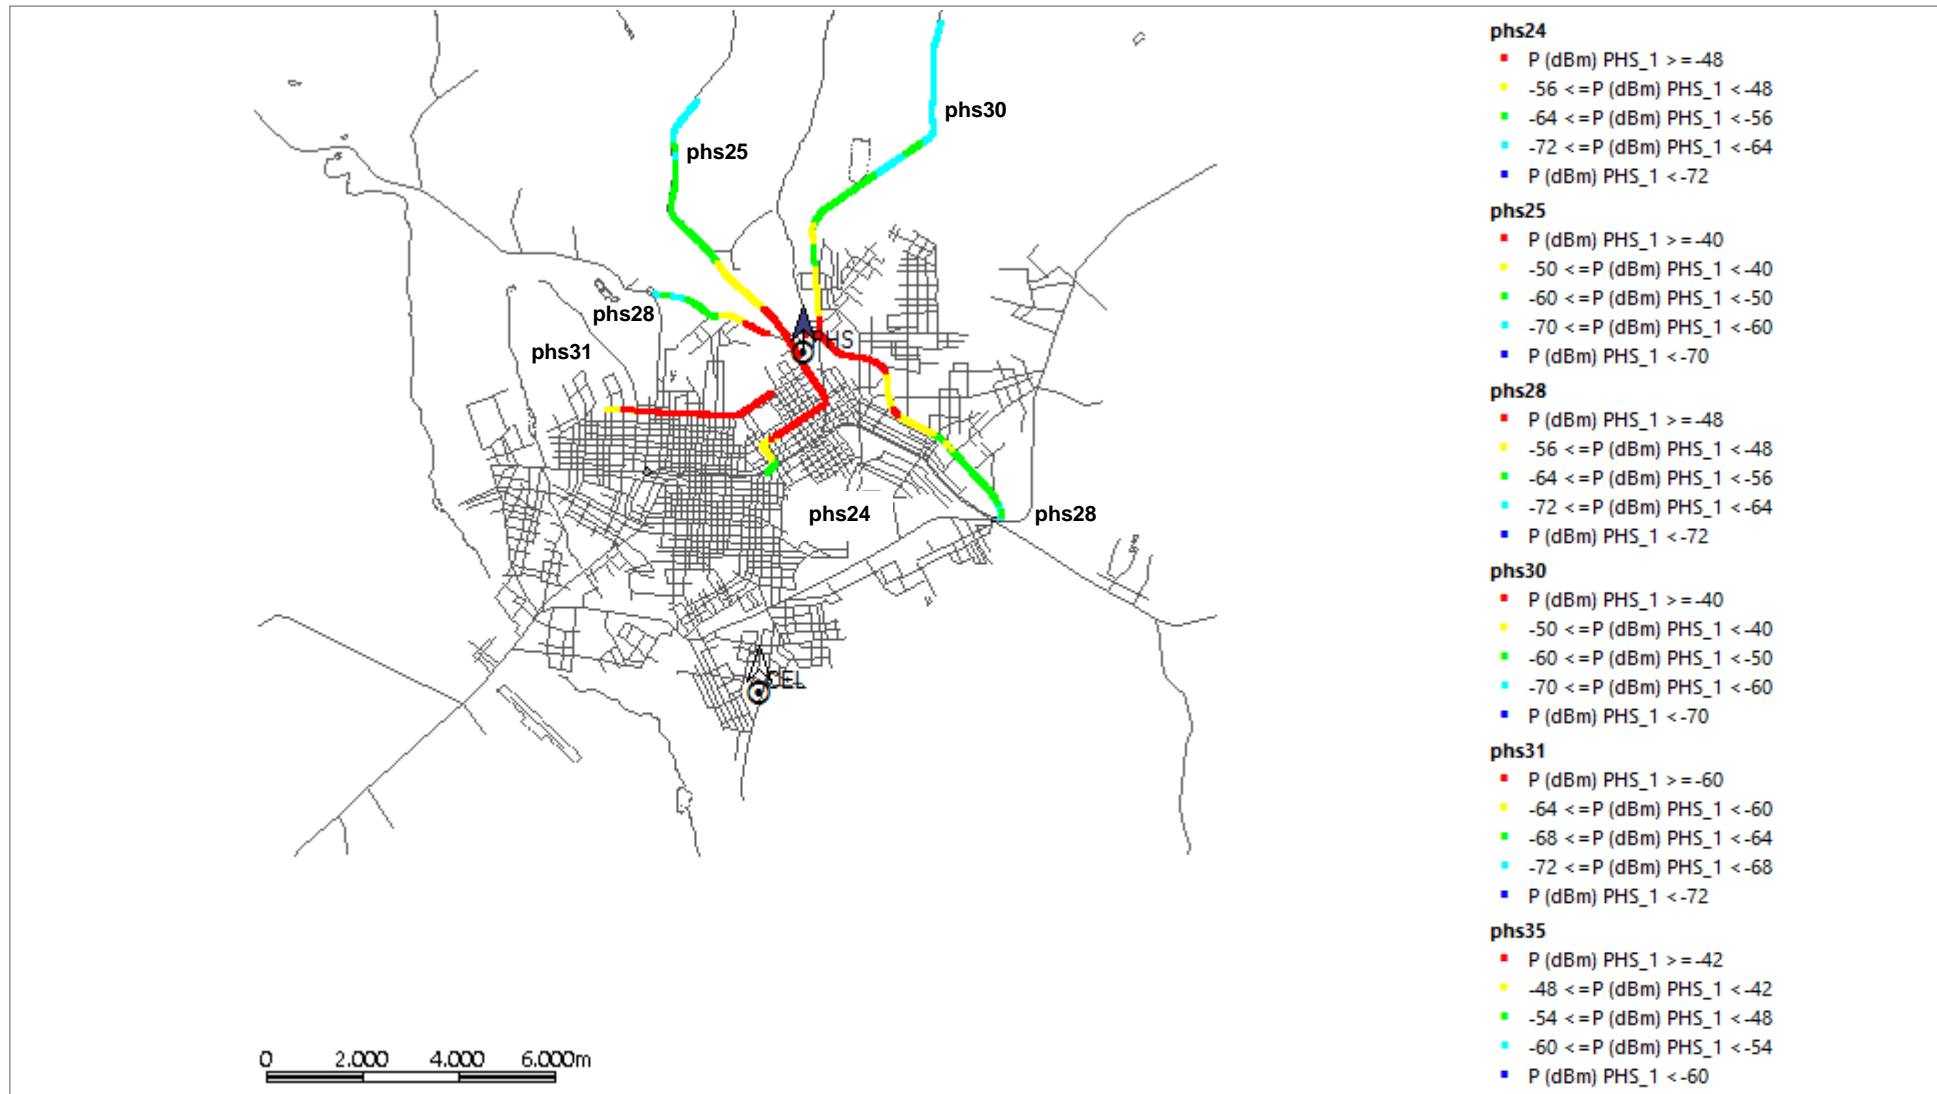 phs30
phs25
phs28
phs31
PHS
phs24
phs28
DEL
0 2.000 4.000 6.000m
phs24
P (dBm) PHS_1 >=-48
-56 <=P (dBm) PHS_1 <-48
-64 <=P (dBm) PHS_1 <-56
-72 <=P (dBm) PHS_1 <-64
P (dBm) PHS_1 <-72
phs25
P (dBm) PHS_1 >=-40
-50 <=P (dBm) PHS_1 <-40
-60 <=P (dBm) PHS_1 <-50
-70 <=P (dBm) PHS_1 <-60
P (dBm) PHS_1 <-70
phs28
P (dBm) PHS_1 >=-48
-56 <=P (dBm) PHS_1 <-48
-64 <=P (dBm) PHS_1 <-56
-72 <=P (dBm) PHS_1 <-64
P (dBm) PHS_1 <-72
phs30
P (dBm) PHS_1 >=-40
-50 <=P (dBm) PHS_1 <-40
-60 <=P (dBm) PHS_1 <-50
-70 <=P (dBm) PHS_1 <-60
P (dBm) PHS_1 <-70
phs31
P (dBm) PHS_1 >=-60
-64 <=P (dBm) PHS_1 <-60
-68 <=P (dBm) PHS_1 <-64
-72 <=P (dBm) PHS_1 <-68
P (dBm) PHS_1 <-72
phs35
P (dBm) PHS_1 >=-42
-48 <=P (dBm) PHS_1 <-42
-54 <=P (dBm) PHS_1 <-48
-60 <=P (dBm) PHS_1 <-54
P (dBm) PHS_1 <-60